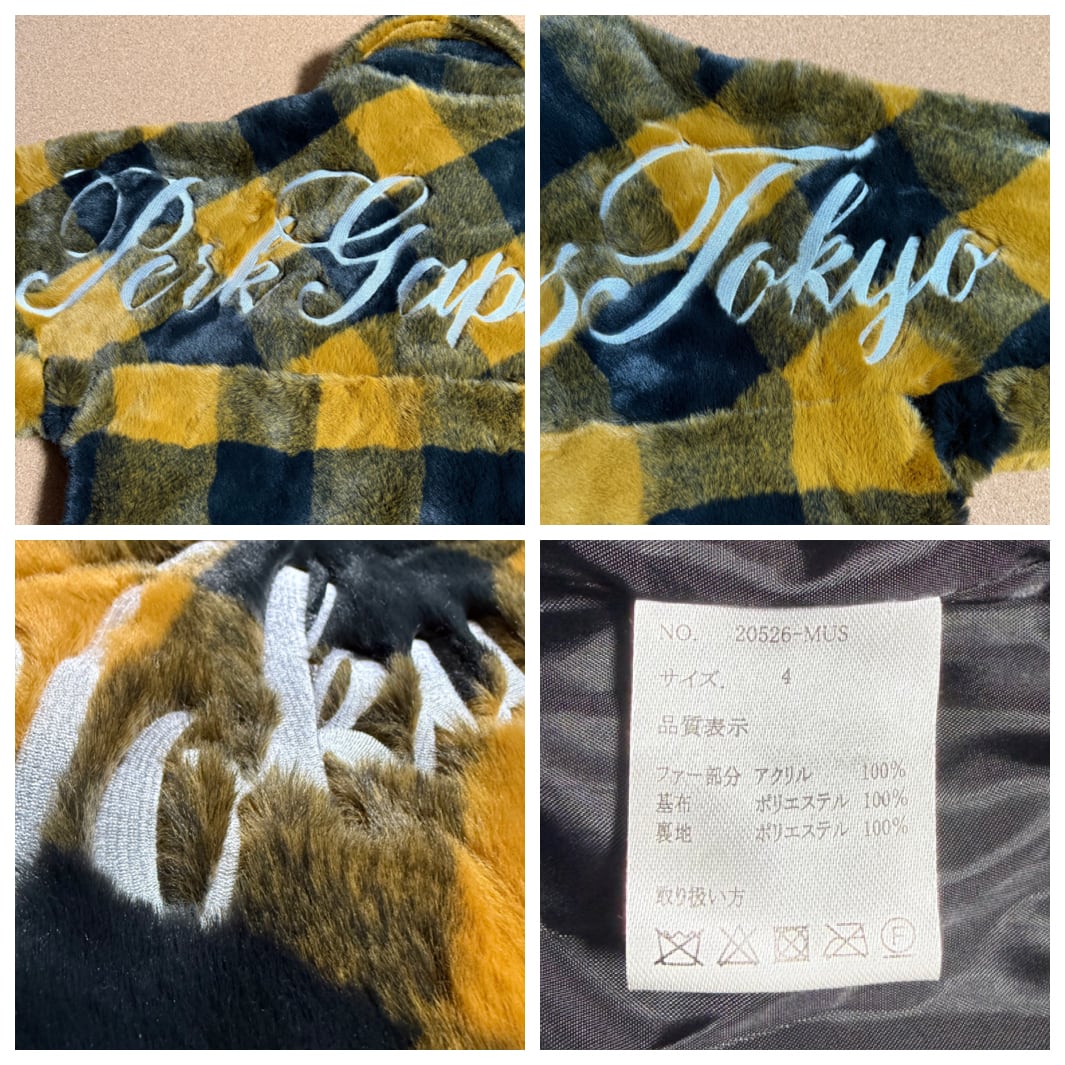 Perk Gaps
s Tokyo
NO. 20526-MUS
サイズ. 4
品質表示
ファー部分 アクリル 100%
基布 ポリエステル 100%
裏地 ポリエステル 100%
取り扱い方
F